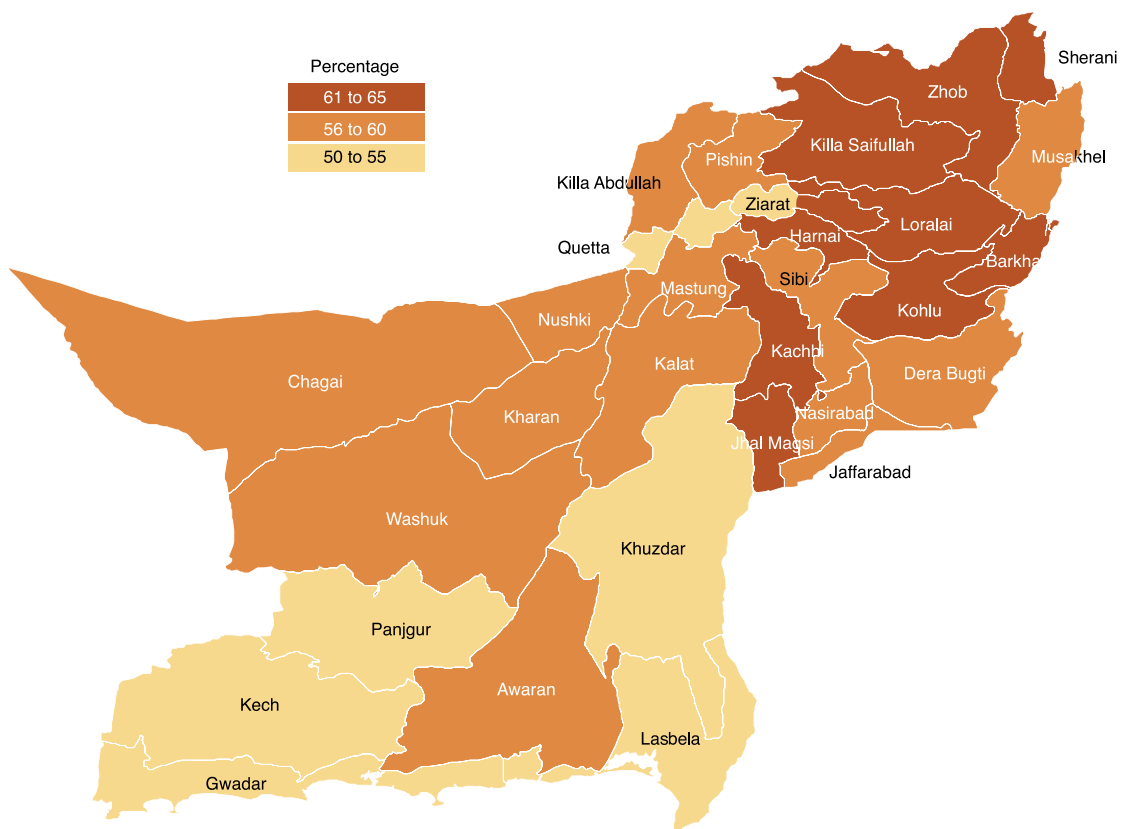 Percentage
61 to 65
56 to 60
50 to 55
Sherani
Zhob
Killa Saifullah
Pishin
Musakhel
Killa Abdullah
Ziarat
Loralai
Harnai
Quetta
Barkha
Sibi
Mastung
Kohlu
Nushki
Kachhi
Kalat
Dera Bugti
Chagai
Kharan
Nasirabad
Jhal Magsi
Jaffarabad
Washuk
Khuzdar
Panjgur
Awaran
Kech
Lasbela
Gwadar